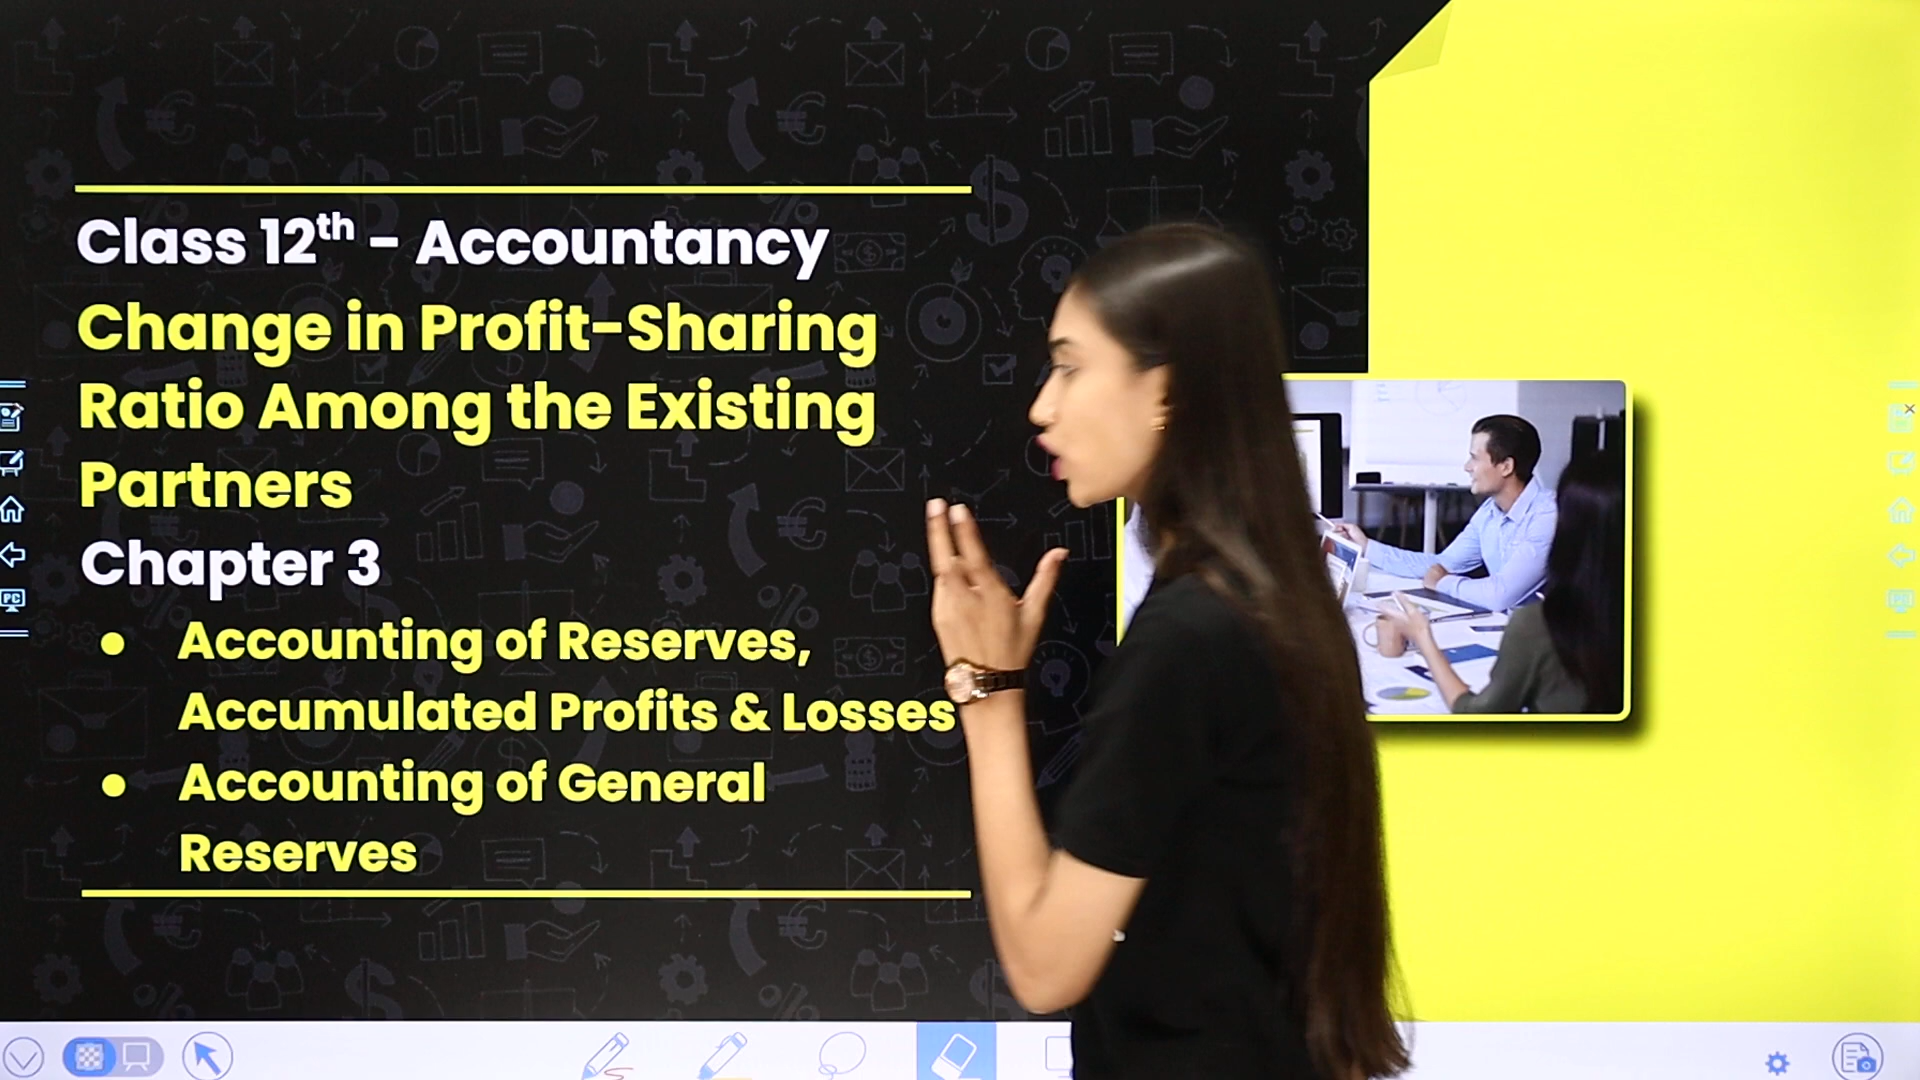 Class 12th - Accountancy
Change in Profit-Sharing
Ratio Among the Existing
Partners
Chapter 3
• Accounting of Reserves,
Accumulated Profits & Losses
• Accounting of General
Reserves
PC